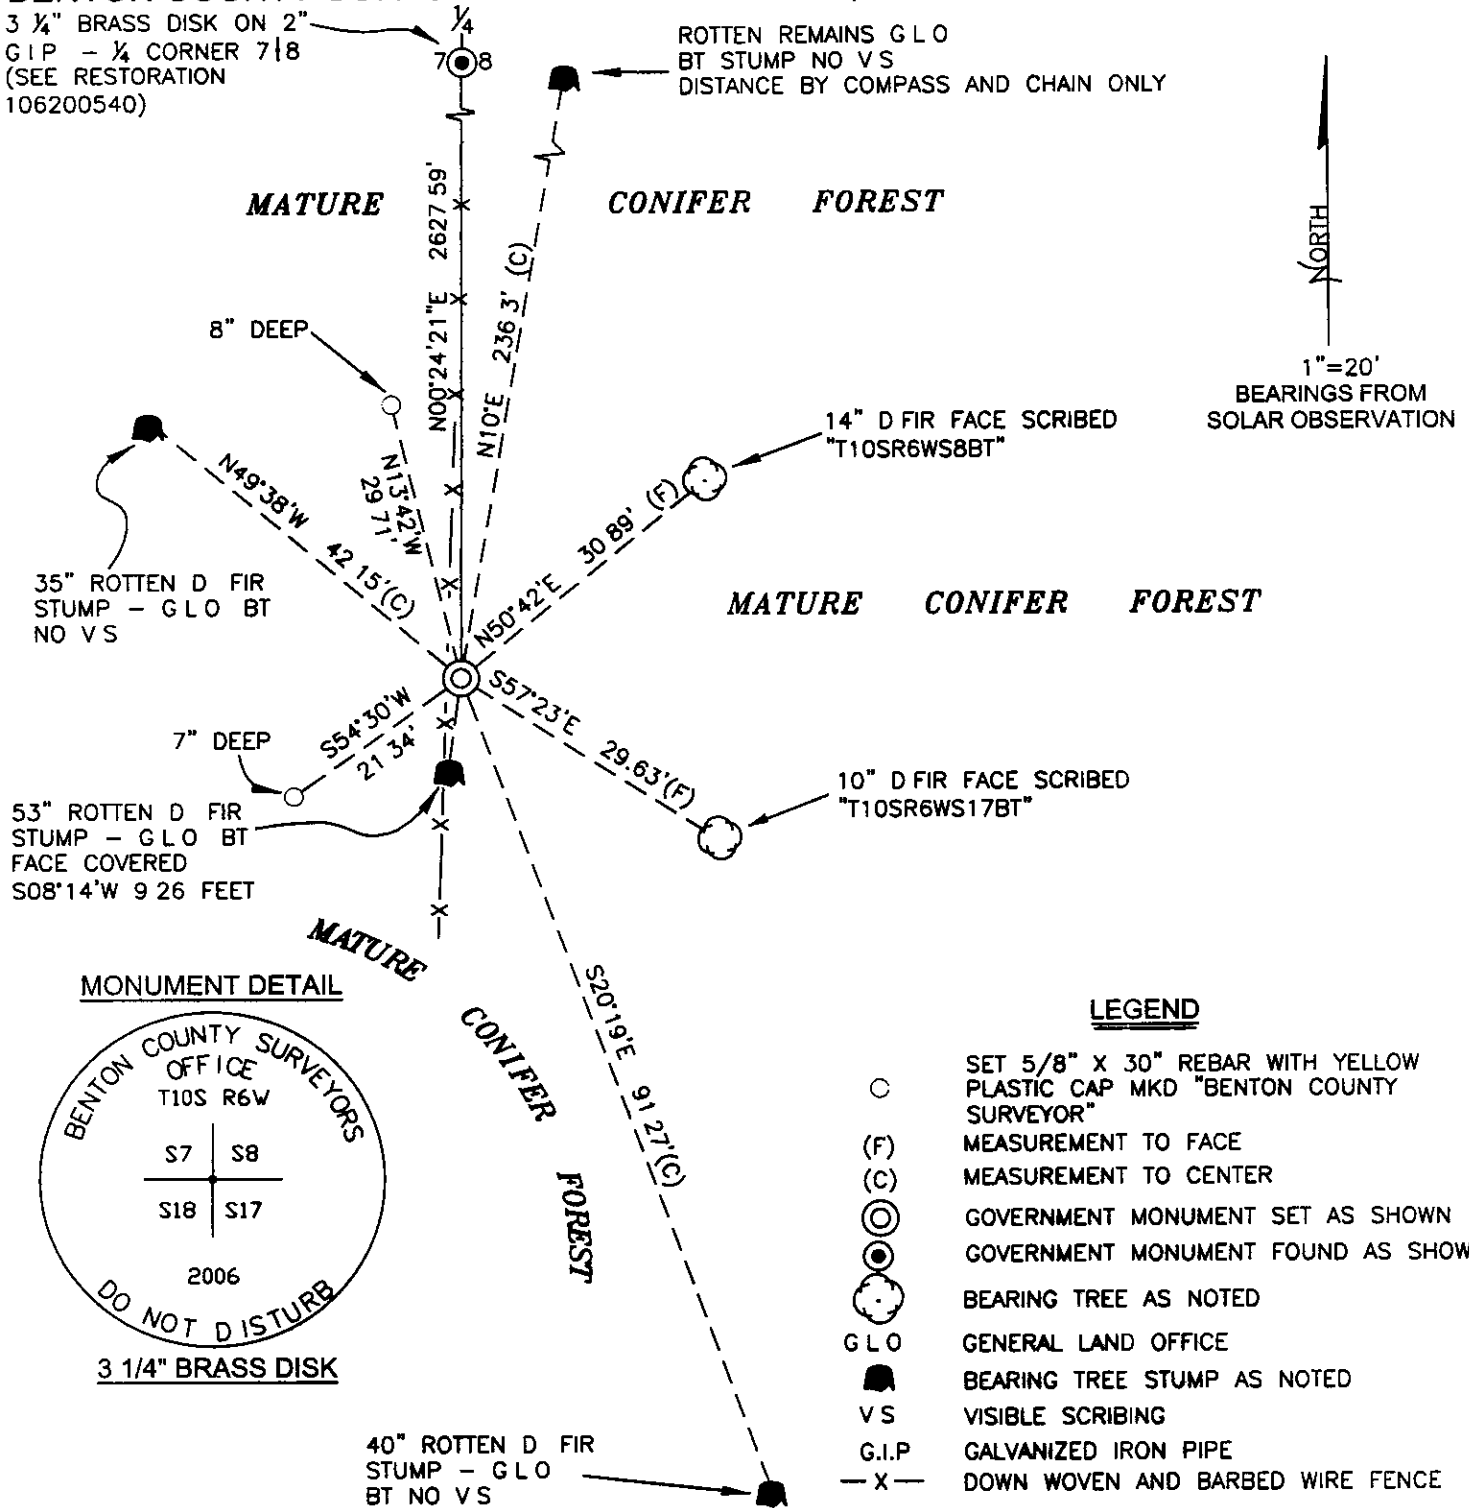 3 ¼" BRASS DISK ON 2"
G I P - ¼ CORNER 7|8
(SEE RESTORATION
106200540)
¼
7 8
ROTTEN REMAINS G L O
BT STUMP NO V S
DISTANCE BY COMPASS AND CHAIN ONLY
MATURE CONIFER FOREST
N00°24'21"E 2627 59'
N10°E 236 3' (C)
NORTH
1"=20'
BEARINGS FROM
SOLAR OBSERVATION
8" DEEP
N13°42'W
29 71'
14" D FIR FACE SCRIBED
"T10SR6WS8BT"
N49°38'W 42 15'(C)
N50°42'E 30 89' (F)
35" ROTTEN D FIR
STUMP - G L O BT
NO V S
MATURE CONIFER FOREST
S54°30'W
21 34'
S57°23'E 29.63'(F)
7" DEEP
10" D FIR FACE SCRIBED
"T10SR6WS17BT"
53" ROTTEN D FIR
STUMP - G L O BT
FACE COVERED
S08°14'W 9 26 FEET
MATURE CONIFER FOREST
S20°19'E 91 27'(C)
MONUMENT DETAIL
BENTON COUNTY SURVEYORS
OFFICE
T10S R6W
S7 S8
S18 S17
2006
DO NOT DISTURB
3 1/4" BRASS DISK
40" ROTTEN D FIR
STUMP - G L O
BT NO V S
LEGEND
SET 5/8" X 30" REBAR WITH YELLOW
PLASTIC CAP MKD "BENTON COUNTY
SURVEYOR"
(F) MEASUREMENT TO FACE
(C) MEASUREMENT TO CENTER
GOVERNMENT MONUMENT SET AS SHOWN
GOVERNMENT MONUMENT FOUND AS SHOW
BEARING TREE AS NOTED
G L O GENERAL LAND OFFICE
BEARING TREE STUMP AS NOTED
V S VISIBLE SCRIBING
G.I.P GALVANIZED IRON PIPE
— X — DOWN WOVEN AND BARBED WIRE FENCE